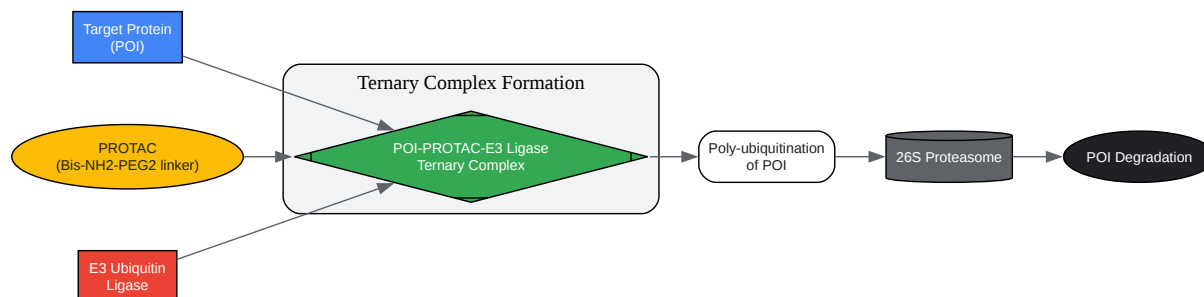 Target Protein
(POI)
Ternary Complex Formation
PROTAC
(Bis-NH2-PEG2 linker)
POI-PROTAC-E3 Ligase
Ternary Complex
Poly-ubiquitination
of POI
26S Proteasome
POI Degradation
E3 Ubiquitin
Ligase